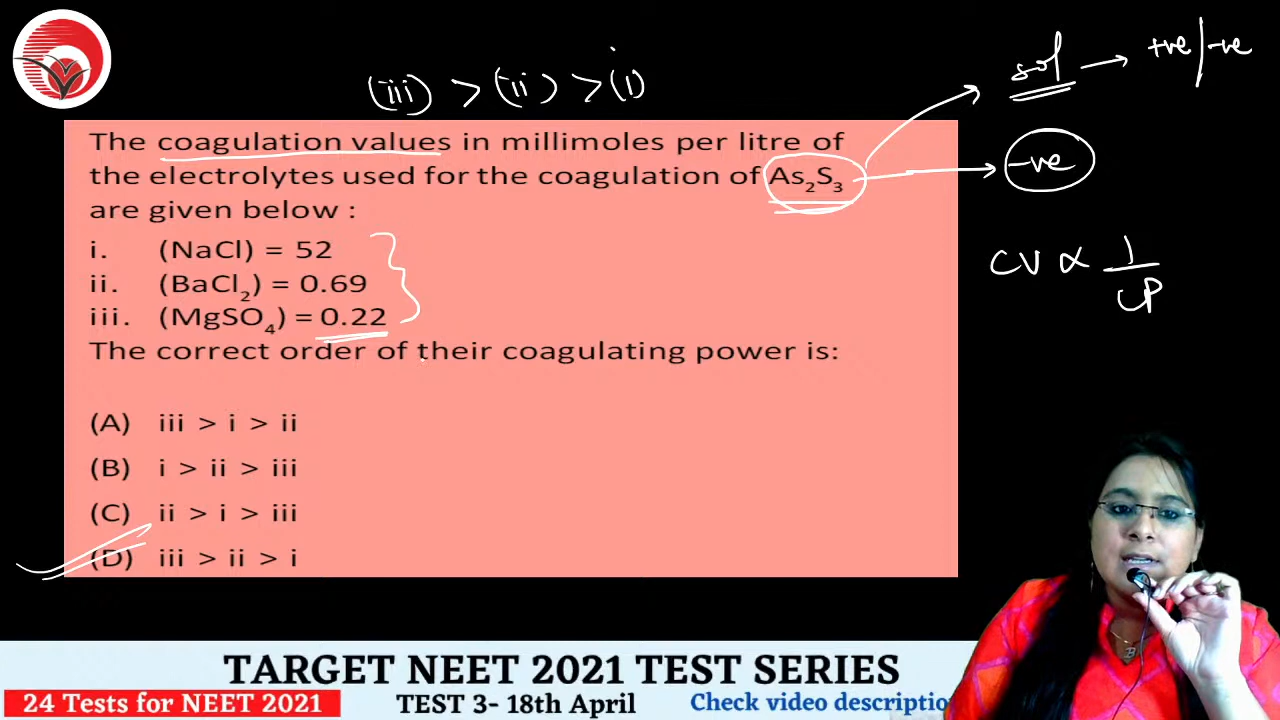 (iii) > (ii) > (i)
sol → +ve/-ve
The coagulation values in millimoles per litre of
the electrolytes used for the coagulation of As₂S₃
are given below :
-ve
i. (NaCl) = 52
ii. (BaCl₂) = 0.69
iii. (MgSO₄) = 0.22
CV ∝ 1/CP
The correct order of their coagulating power is:
(A) iii > i > ii
(B) i > ii > iii
(C) ii > i > iii
(D) iii > ii > i
TARGET NEET 2021 TEST SERIES
24 Tests for NEET 2021 TEST 3- 18th April Check video descriptio